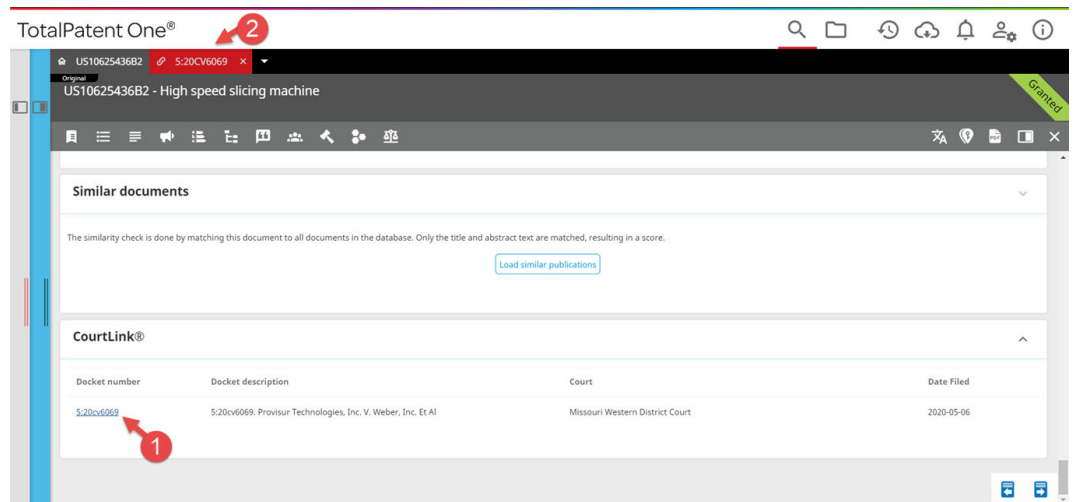 TotalPatent One®
2
US10625436B2
5:20CV6069
Original
US10625436B2 - High speed slicing machine
Granted
PDF
Similar documents
The similarity check is done by matching this document to all documents in the database. Only the title and abstract text are matched, resulting in a score.
Load similar publications
CourtLink®
Docket number Docket description Court Date Filed
5:20cv6069 5:20cv6069. Provisur Technologies, Inc. V. Weber, Inc. Et Al Missouri Western District Court 2020-05-06
1